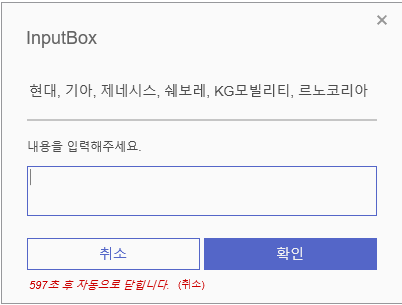 InputBox
현대, 기아, 제네시스, 쉐보레, KG모빌리티, 르노코리아
내용을 입력해주세요.
취소 확인
597초 후 자동으로 닫힙니다. (취소)